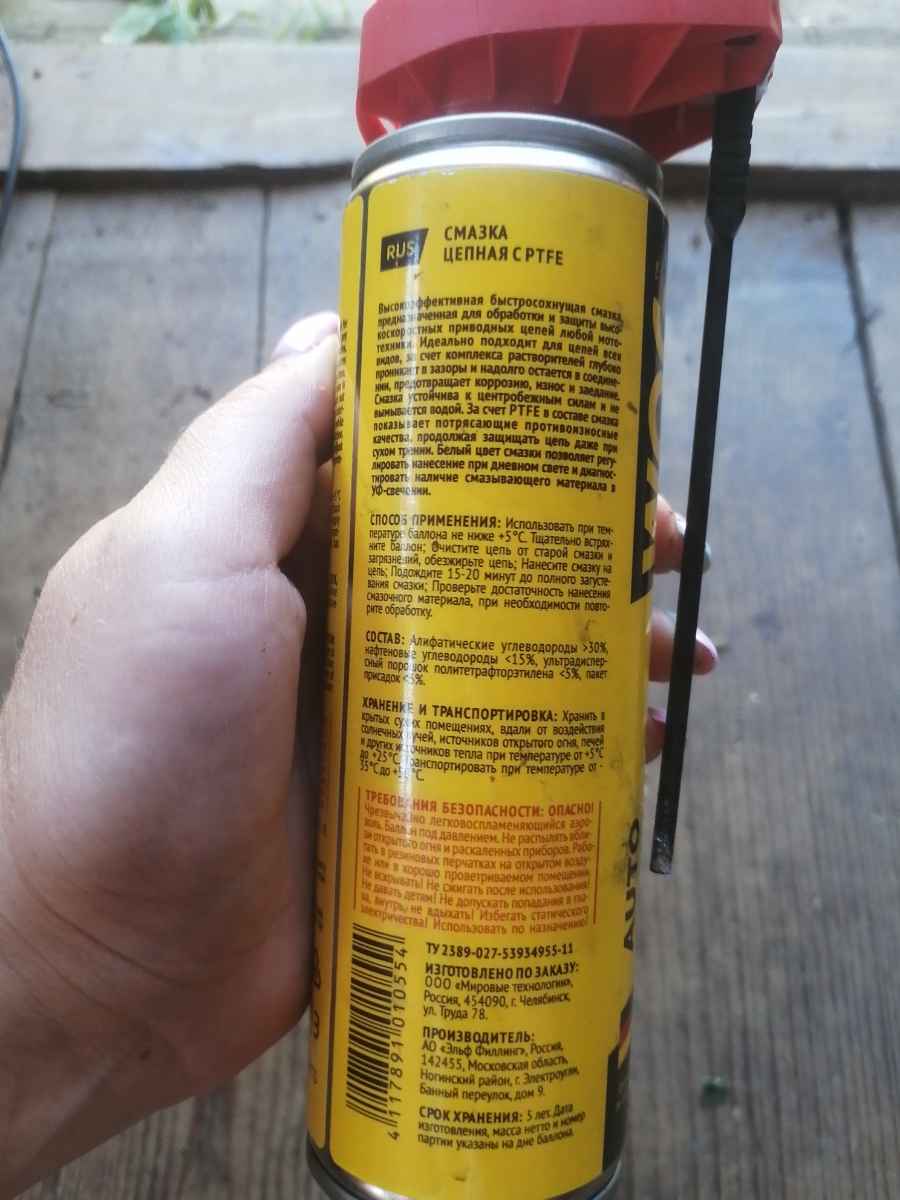 RUS
СМАЗКА
ЦЕПНАЯ С PTFE
Высокоэффективная быстросохнущая смазка,
предназначенная для обработки и защиты высо-
коскоростных приводных цепей любой мото-
техники. Идеально подходит для цепей всех
видов, за счет комплекса растворителей глубоко
проникает в зазоры и надолго остается в соедине-
нии, предотвращает коррозию, износ и заедание.
Смазка устойчива к центробежным силам и не
вымывается водой. За счет PTFE в составе смазка
показывает потрясающие противоизносные
качества, продолжая защищать цепь даже при
сухом трении. Белый цвет смазки позволяет регу-
лировать нанесение при дневном свете и диагнос-
тировать наличие смазывающего материала в
УФ-свечении.
СПОСОБ ПРИМЕНЕНИЯ: Использовать при тем-
пературе баллона не ниже +5°С. Тщательно встрях-
ните баллон; Очистите цепь от старой смазки и
загрязнений, обезжирьте цепь; Нанесите смазку на
цепь; Подождите 15-20 минут до полного загусте-
вания смазки; Проверьте достаточность нанесения
смазочного материала, при необходимости повто-
рите обработку.
СОСТАВ: Алифатические углеводороды >30%,
нафтеновые углеводороды <15%, ультрадиспер-
сный порошок политетрафторэтилена <5%, пакет
присадок <5%.
ХРАНЕНИЕ И ТРАНСПОРТИРОВКА: Хранить в
крытых сухих помещениях, вдали от воздействия
солнечных лучей, источников открытого огня, печей
и других источников тепла при температуре от +5°С
до +25°С. Транспортировать при температуре от -
35°С до +50°С.
ТРЕБОВАНИЯ БЕЗОПАСНОСТИ: ОПАСНО!
Чрезвычайно легковоспламеняющийся аэро-
золь. Баллон под давлением. Не распылять вбли-
зи открытого огня и раскаленных приборов. Рабо-
тать в резиновых перчатках на открытом возду-
хе или в хорошо проветриваемом помещении.
Не вскрывать! Не сжигать после использования!
Не давать детям! Не допускать попадания в гла-
за, внутрь, не вдыхать! Избегать статического
электричества! Использовать по назначению!
ТУ 2389-027-53934955-11
ИЗГОТОВЛЕНО ПО ЗАКАЗУ:
ООО «Мировые технологии»,
Россия, 454090, г. Челябинск,
ул. Труда 78.
ПРОИЗВОДИТЕЛЬ:
АО «Эльф Филлинг», Россия,
142455, Московская область,
Ногинский район, г. Электроугли,
Банный переулок, дом 9.
СРОК ХРАНЕНИЯ: 5 лет. Дата
изготовления, масса нетто и номер
партии указаны на дне баллона.
4 117891 010554
AUTO